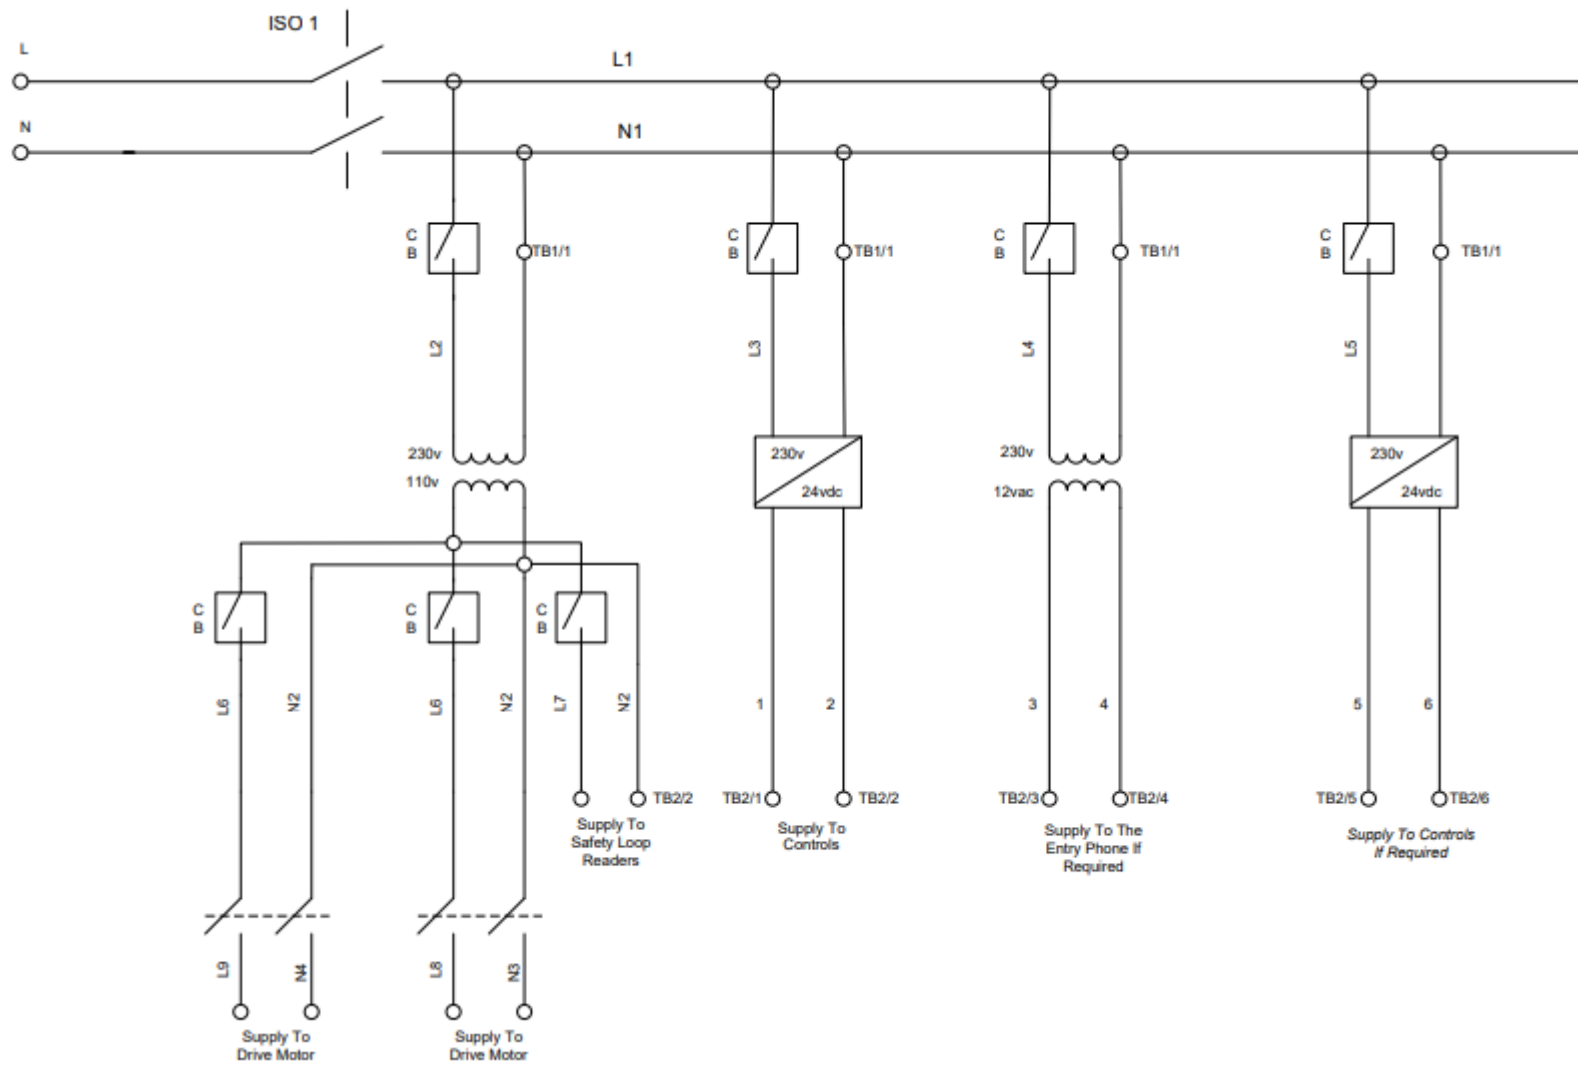 ISO 1
L
L1
N
N1
C
B
TB1/1
C
B
TB1/1
C
B
TB1/1
C
B
TB1/1
L2
L3
L4
L5
230v
110v
230v
24vdc
230v
12vac
230v
24vdc
C
B
C
B
C
B
L6
N2
L6
N2
L7
N2
1
2
3
4
5
6
TB2/2
TB2/1
TB2/2
TB2/3
TB2/4
TB2/5
TB2/6
Supply To
Safety Loop
Readers
Supply To
Controls
Supply To The
Entry Phone If
Required
Supply To Controls
If Required
L9
N4
L8
N3
Supply To
Drive Motor
Supply To
Drive Motor